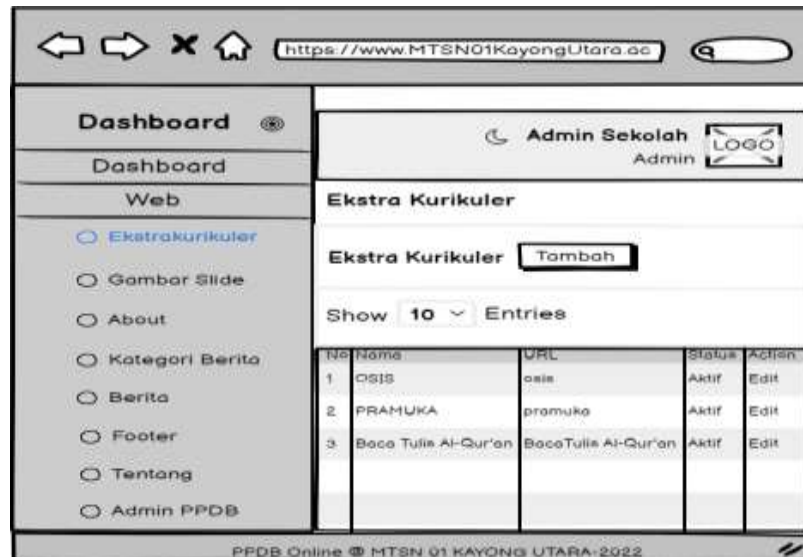 https://www.MTSN01KayongUtara.ac
Dashboard
Dashboard
Web
Ekstrakurikuler
Gambar Slide
About
Kategori Berita
Berita
Footer
Tentang
Admin PPDB
Admin Sekolah
Admin
LOGO
Ekstra Kurikuler
Ekstra Kurikuler Tambah
Show 10 Entries
No Nama URL Status Action
1 OSIS osis Aktif Edit
2 PRAMUKA pramuka Aktif Edit
3 Baca Tulis Al-Qur'an BacaTulis Al-Qur'an Aktif Edit
PPDB Online @ MTSN 01 KAYONG UTARA-2022